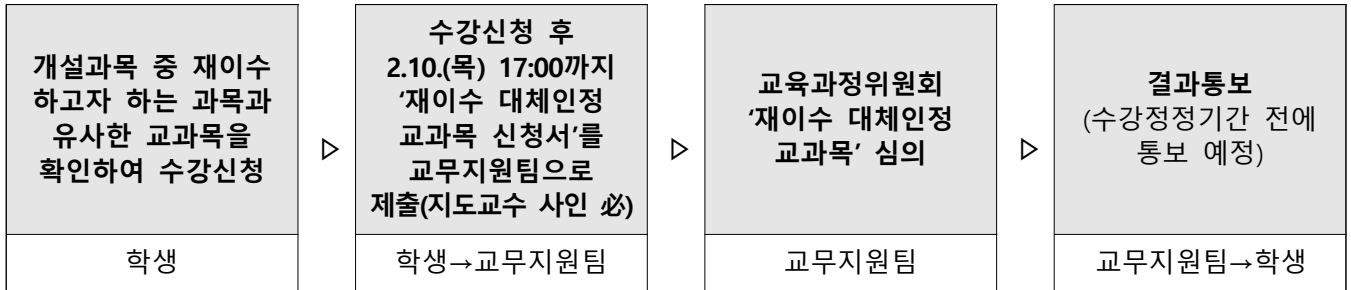 개설과목 중 재이수
하고자 하는 과목과
유사한 교과목을
확인하여 수강신청
학생
▷
수강신청 후
2.10.(목) 17:00까지
‘재이수 대체인정
교과목 신청서’를
교무지원팀으로
제출(지도교수 사인 必)
학생→교무지원팀
▷
교육과정위원회
‘재이수 대체인정
교과목’ 심의
교무지원팀
▷
결과통보
(수강정정기간 전에
통보 예정)
교무지원팀→학생